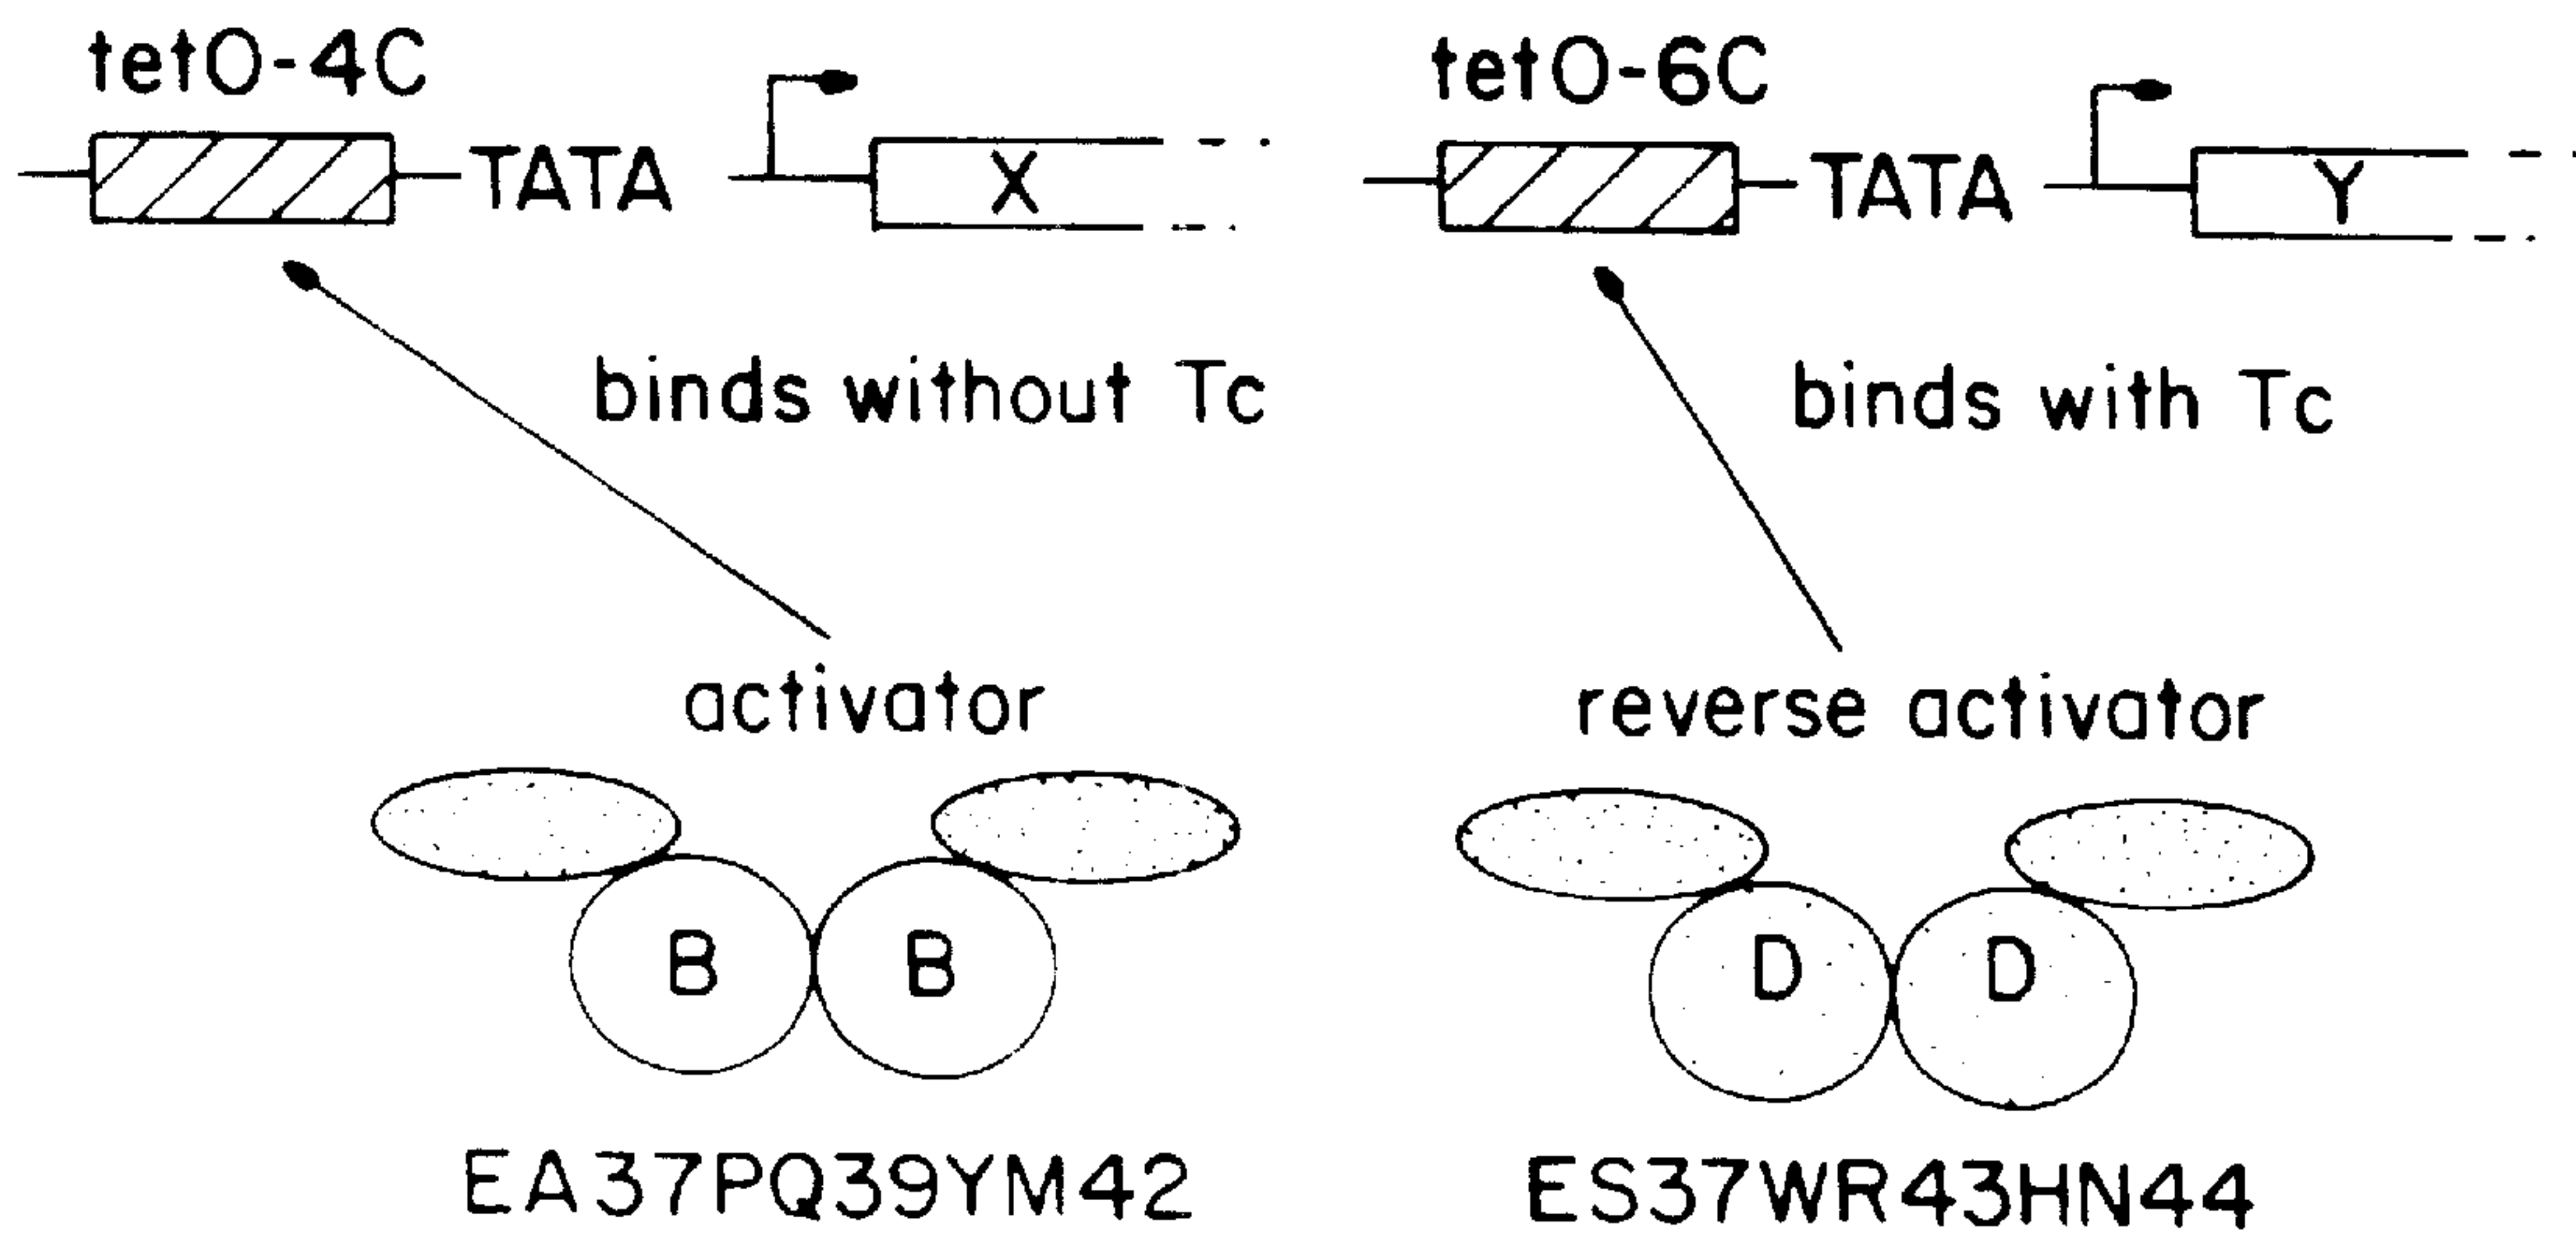 tetO-4C
TATA
X
tetO-6C
TATA
Y
binds without Tc
binds with Tc
activator
reverse activator
B
B
D
D
EA37PQ39YM42
ES37WR43HN44